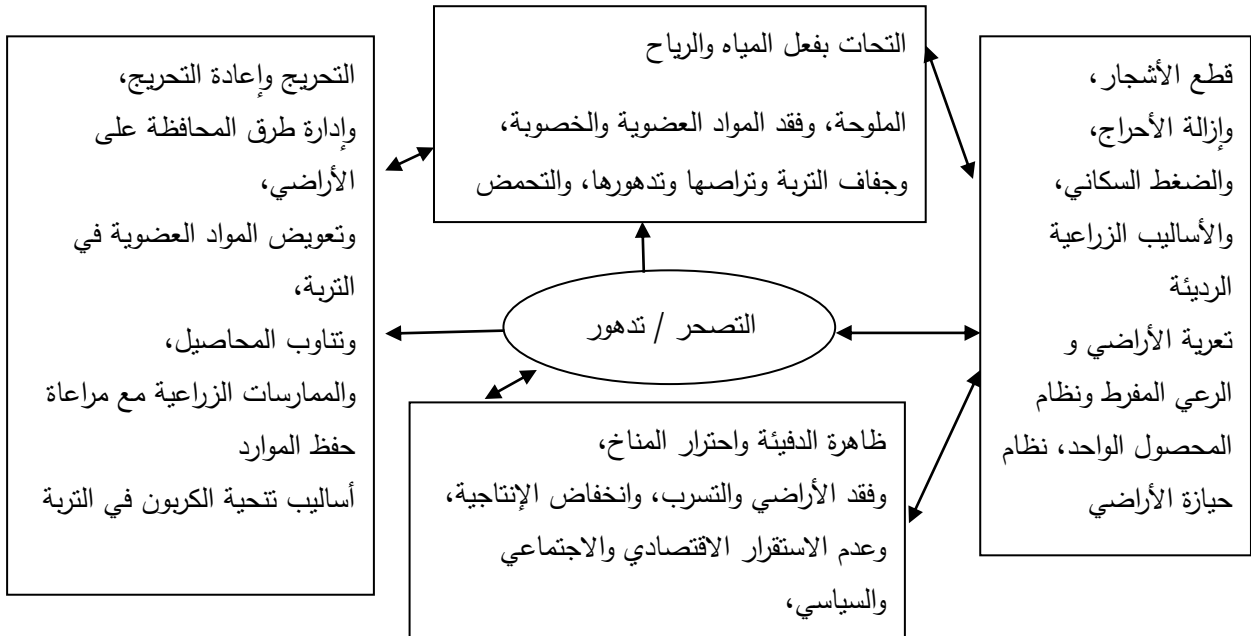 التحات بفعل المياه والرياح
الملوحة، وفقد المواد العضوية والخصوبة،
وجفاف التربة وتراصها وتدهورها، والتحمض
قطع الأشجار،
وإزالة الأحراج،
والضغط السكاني،
والأساليب الزراعية
الرديئة
تعرية الأراضي و
الرعي المفرط ونظام
المحصول الواحد، نظام
حيازة الأراضي
التصحر / تدهور
التحريج وإعادة التحريج،
وإدارة طرق المحافظة على
الأراضي،
وتعويض المواد العضوية في
التربة،
وتناوب المحاصيل،
والممارسات الزراعية مع مراعاة
حفظ الموارد
أساليب تنحية الكربون في التربة
ظاهرة الدفيئة واحترار المناخ،
وفقد الأراضي والتسرب، وانخفاض الإنتاجية،
وعدم الاستقرار الاقتصادي والاجتماعي
والسياسي،